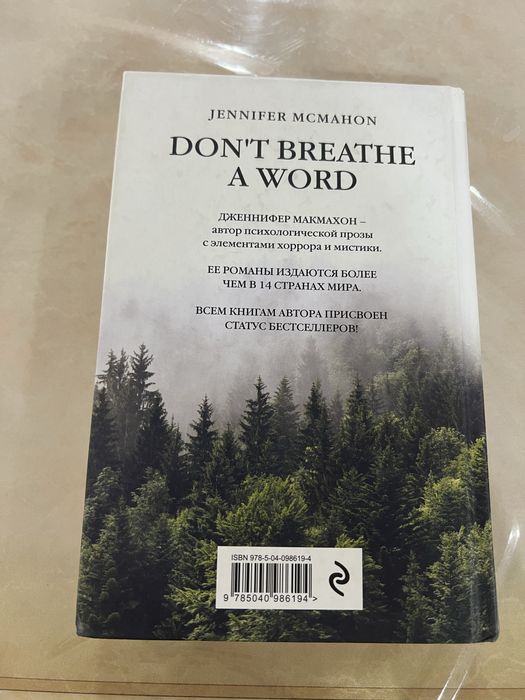 JENNIFER MCMAHON
DON'T BREATHE
A WORD
ДЖЕННИФЕР МАКМАХОН –
автор психологической прозы
с элементами хоррора и мистики.
ЕЕ РОМАНЫ ИЗДАЮТСЯ БОЛЕЕ
ЧЕМ В 14 СТРАНАХ МИРА.
ВСЕМ КНИГАМ АВТОРА ПРИСВОЕН
СТАТУС БЕСТСЕЛЛЕРОВ!
ISBN 978-5-04-098619-4
9 785040 986194 >